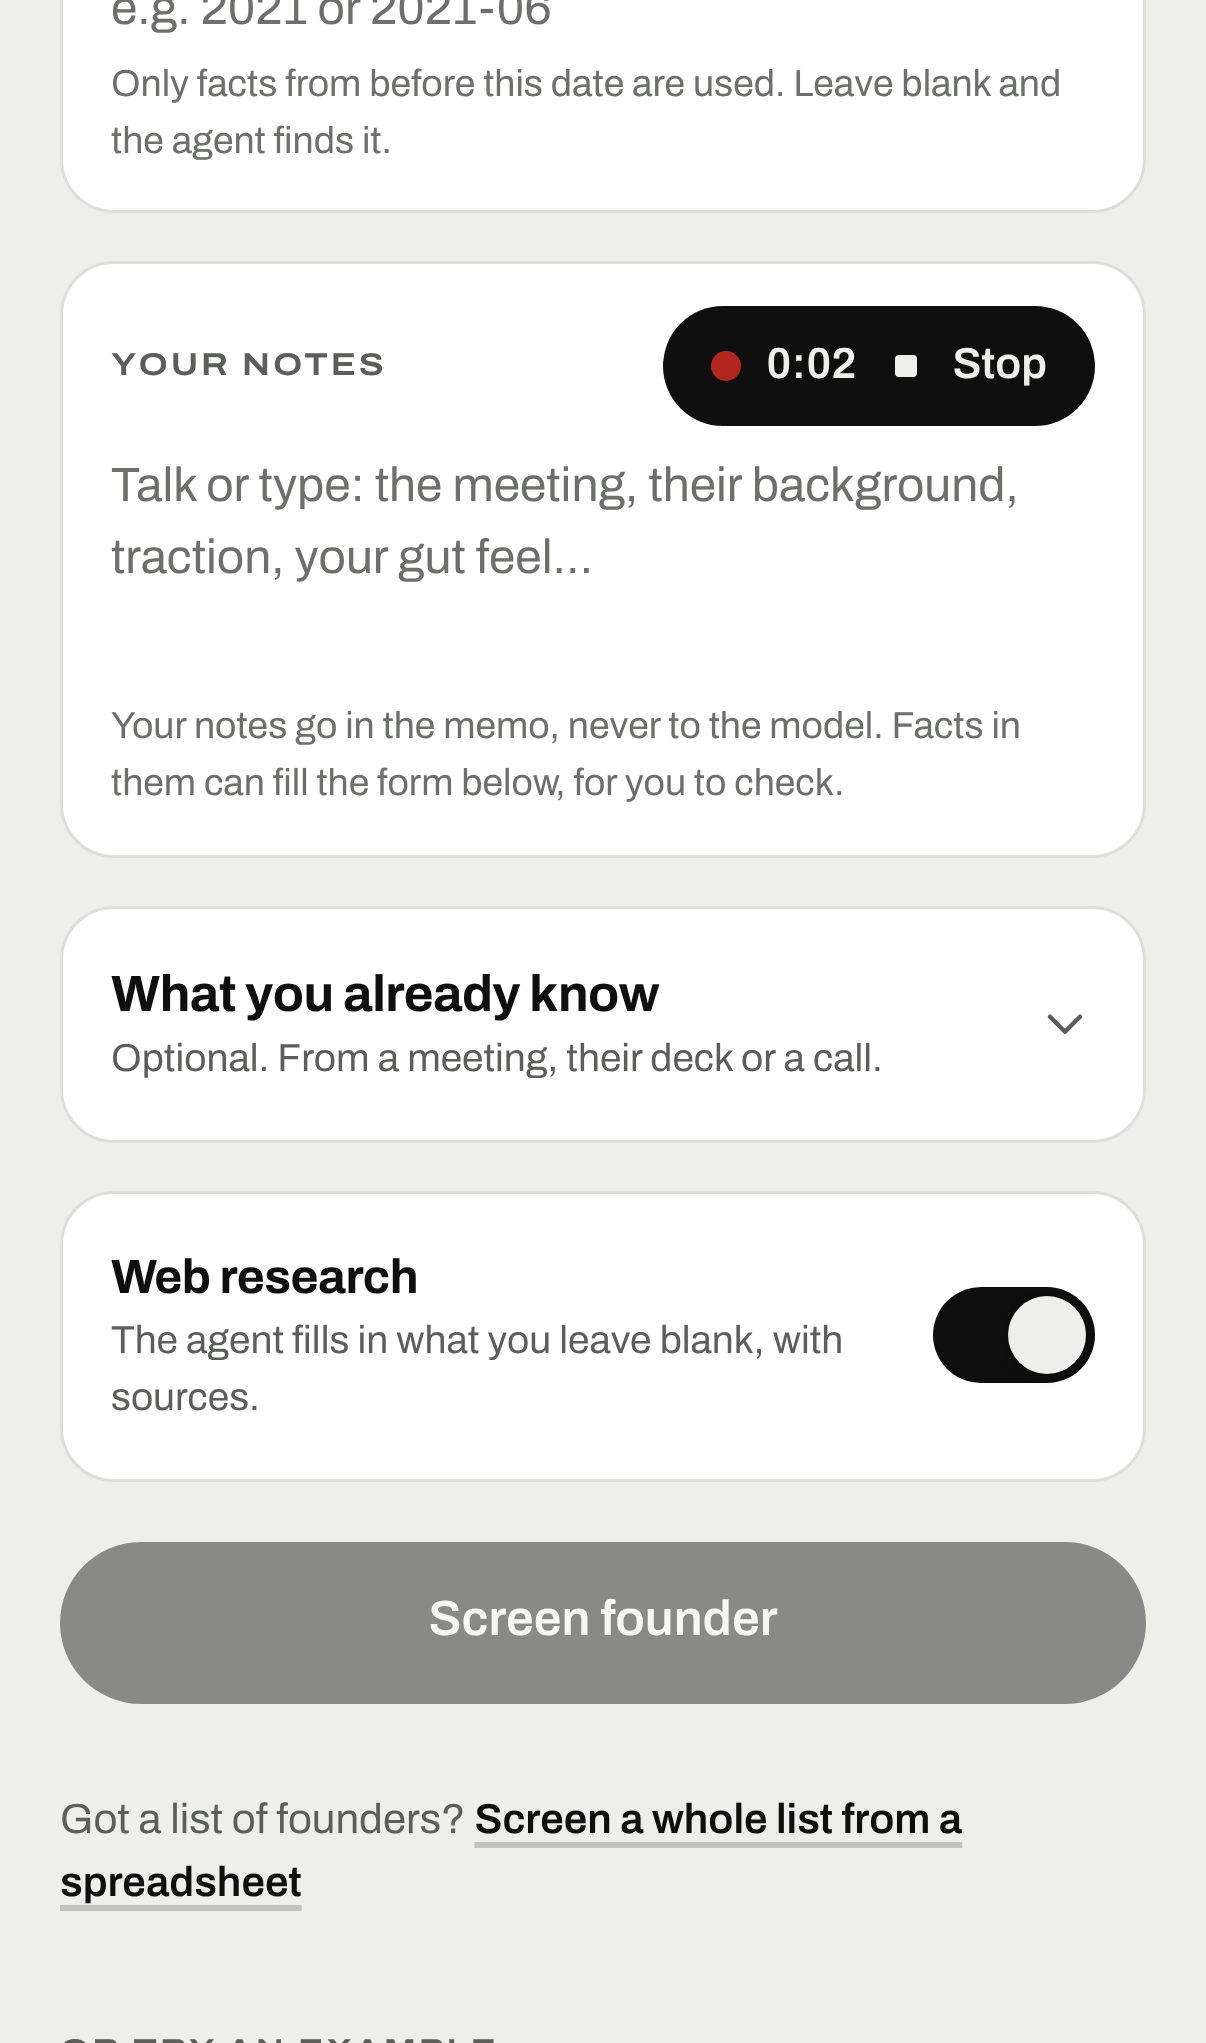 e.g. 2021 or 2021-06
Only facts from before this date are used. Leave blank and
the agent finds it.
YOUR NOTES
0:02 Stop
Talk or type: the meeting, their background,
traction, your gut feel...
Your notes go in the memo, never to the model. Facts in
them can fill the form below, for you to check.
What you already know
Optional. From a meeting, their deck or a call.
Web research
The agent fills in what you leave blank, with
sources.
Screen founder
Got a list of founders? Screen a whole list from a
spreadsheet
OR TRY AN EXAMPLE